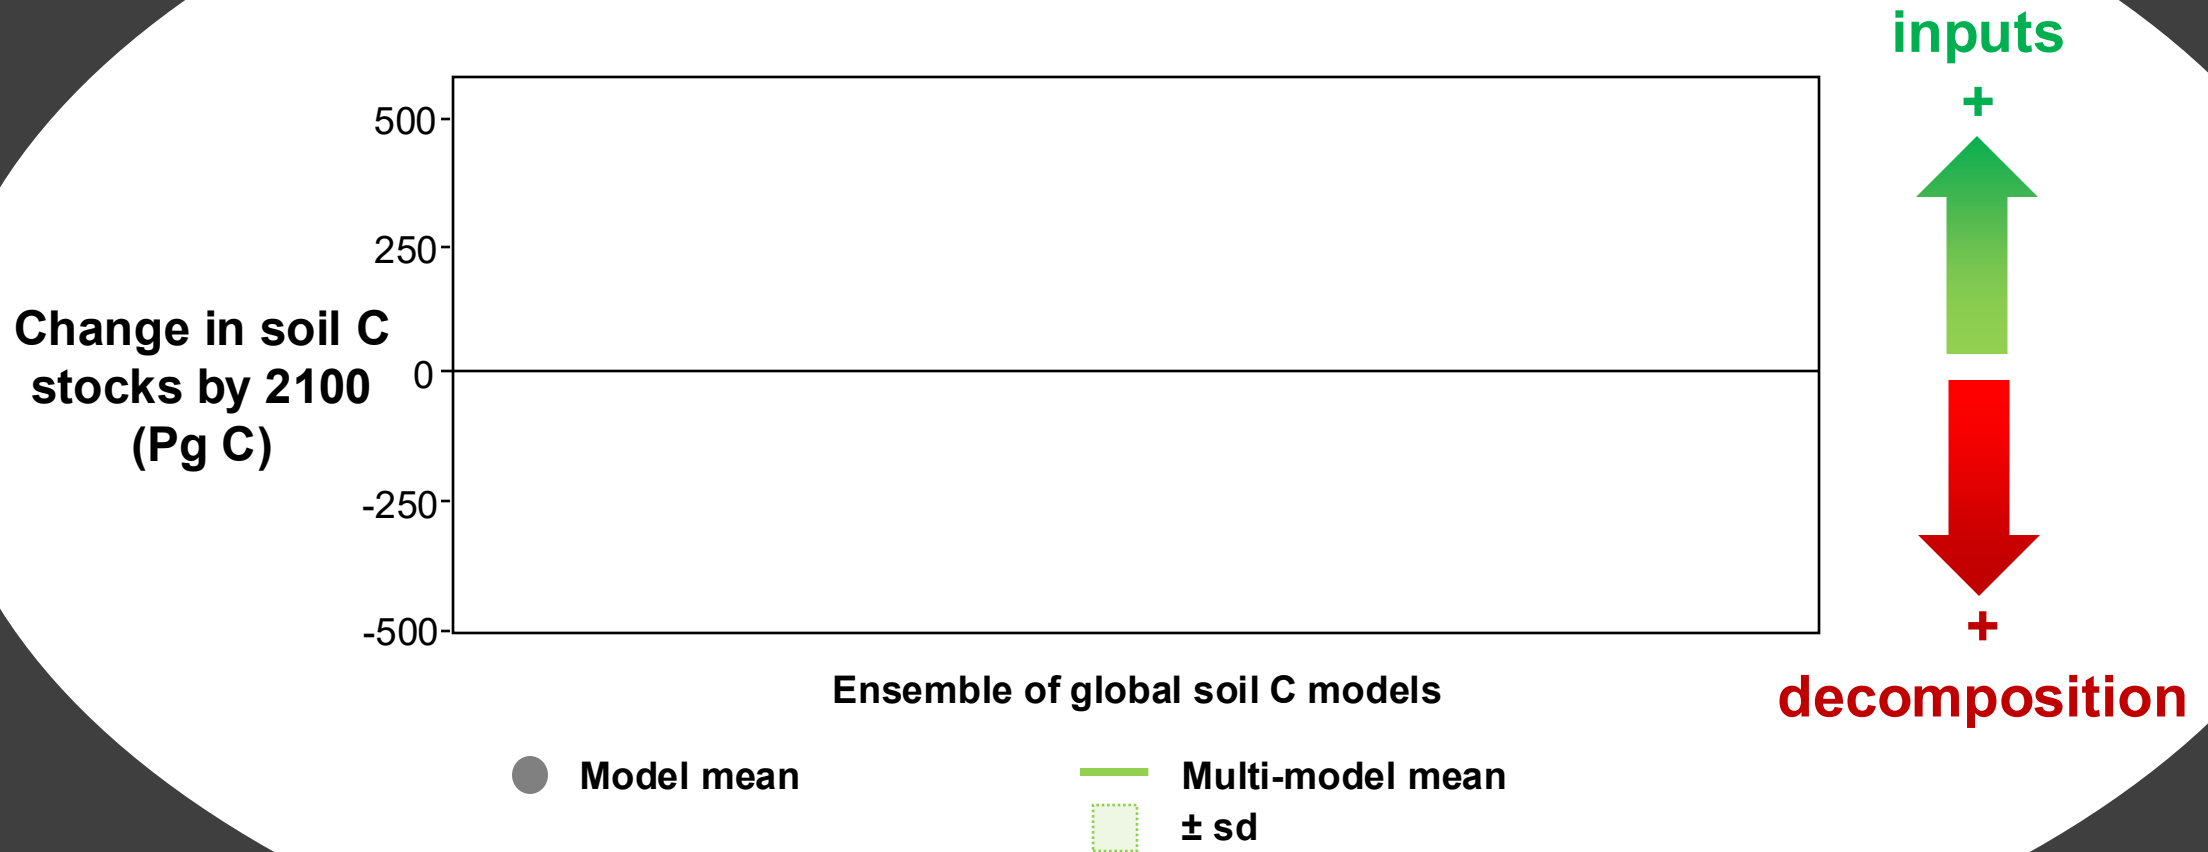 inputs
+
500
250
Change in soil C
stocks by 2100
(Pg C)
0
-250
-500
+
decomposition
Ensemble of global soil C models
Model mean
Multi-model mean
± sd